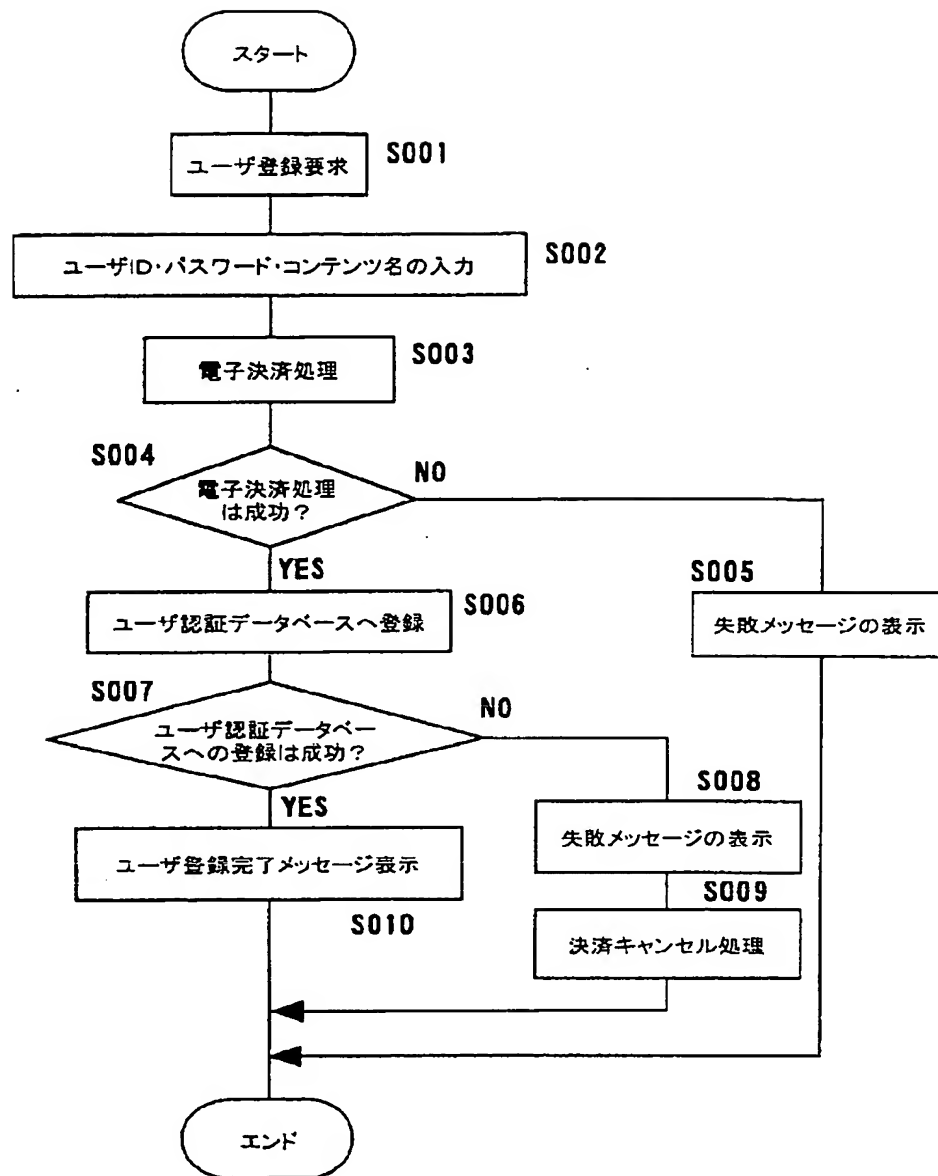 スタート
ユーザ登録要求
S001
ユーザID・パスワード・コンテンツ名の入力
S002
電子決済処理
S003
S004
電子決済処理
は成功？
NO
YES
S005
失敗メッセージの表示
ユーザ認証データベースへ登録
S006
S007
ユーザ認証データベー
スへの登録は成功？
NO
YES
S008
失敗メッセージの表示
ユーザ登録完了メッセージ表示
S010
S009
決済キャンセル処理
エンド